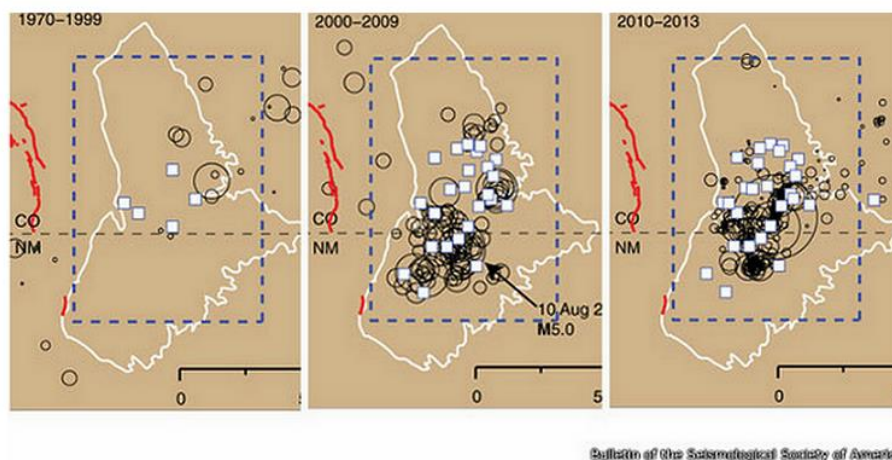 1970–1999
CO
NM
0
2000–2009
CO
NM
10 Aug 2
M5.0
0 5
2010–2013
CO
NM
0
Bulletin of the Seismological Society of Americ